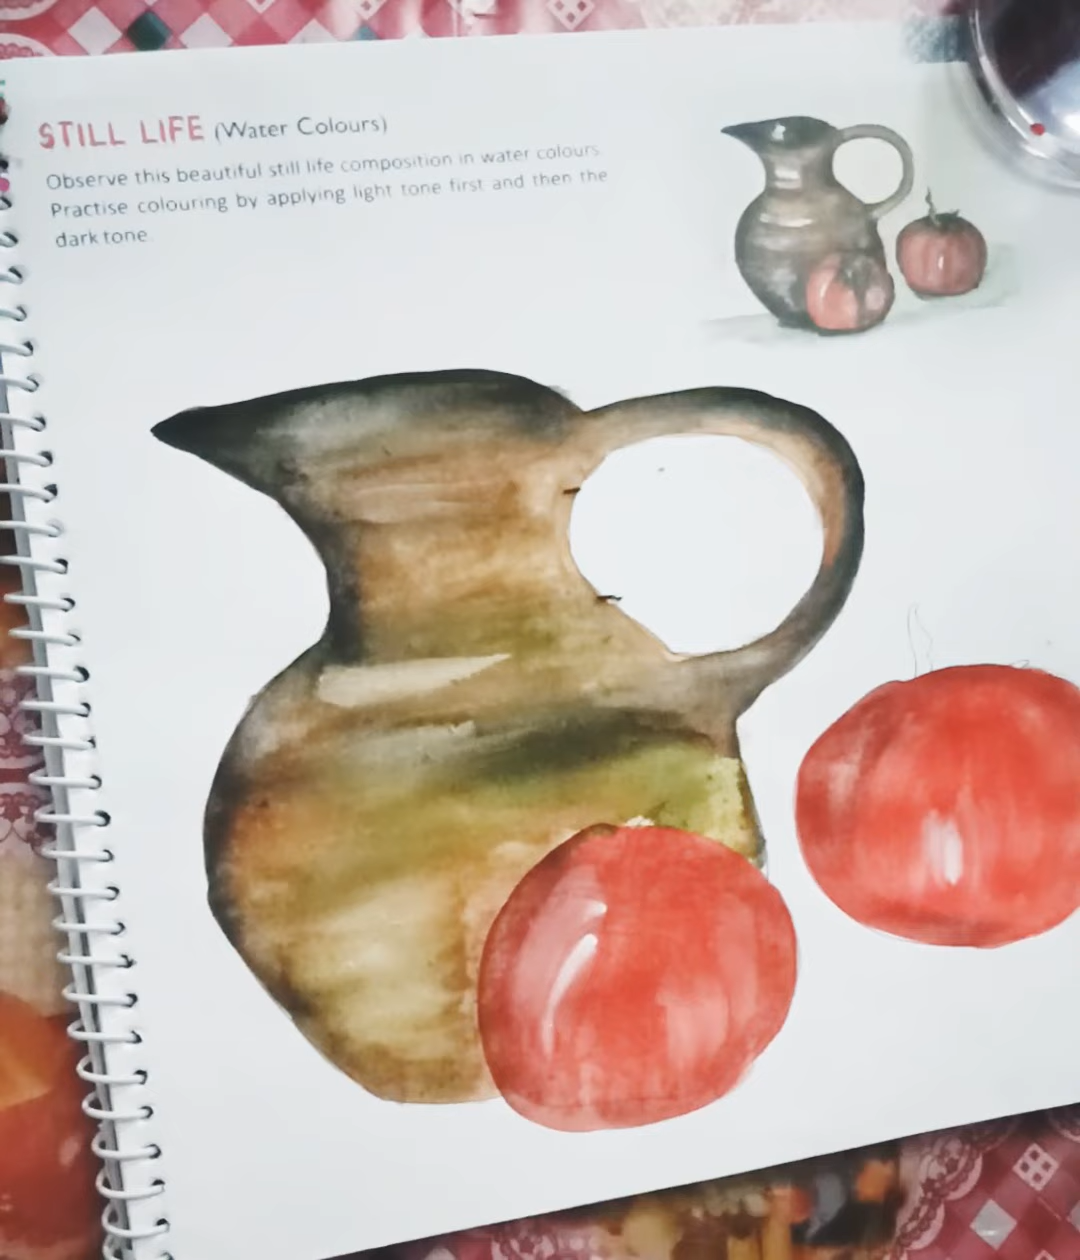 STILL LIFE (Water Colours)
Observe this beautiful still life composition in water colours.
Practise colouring by applying light tone first and then the
dark tone.